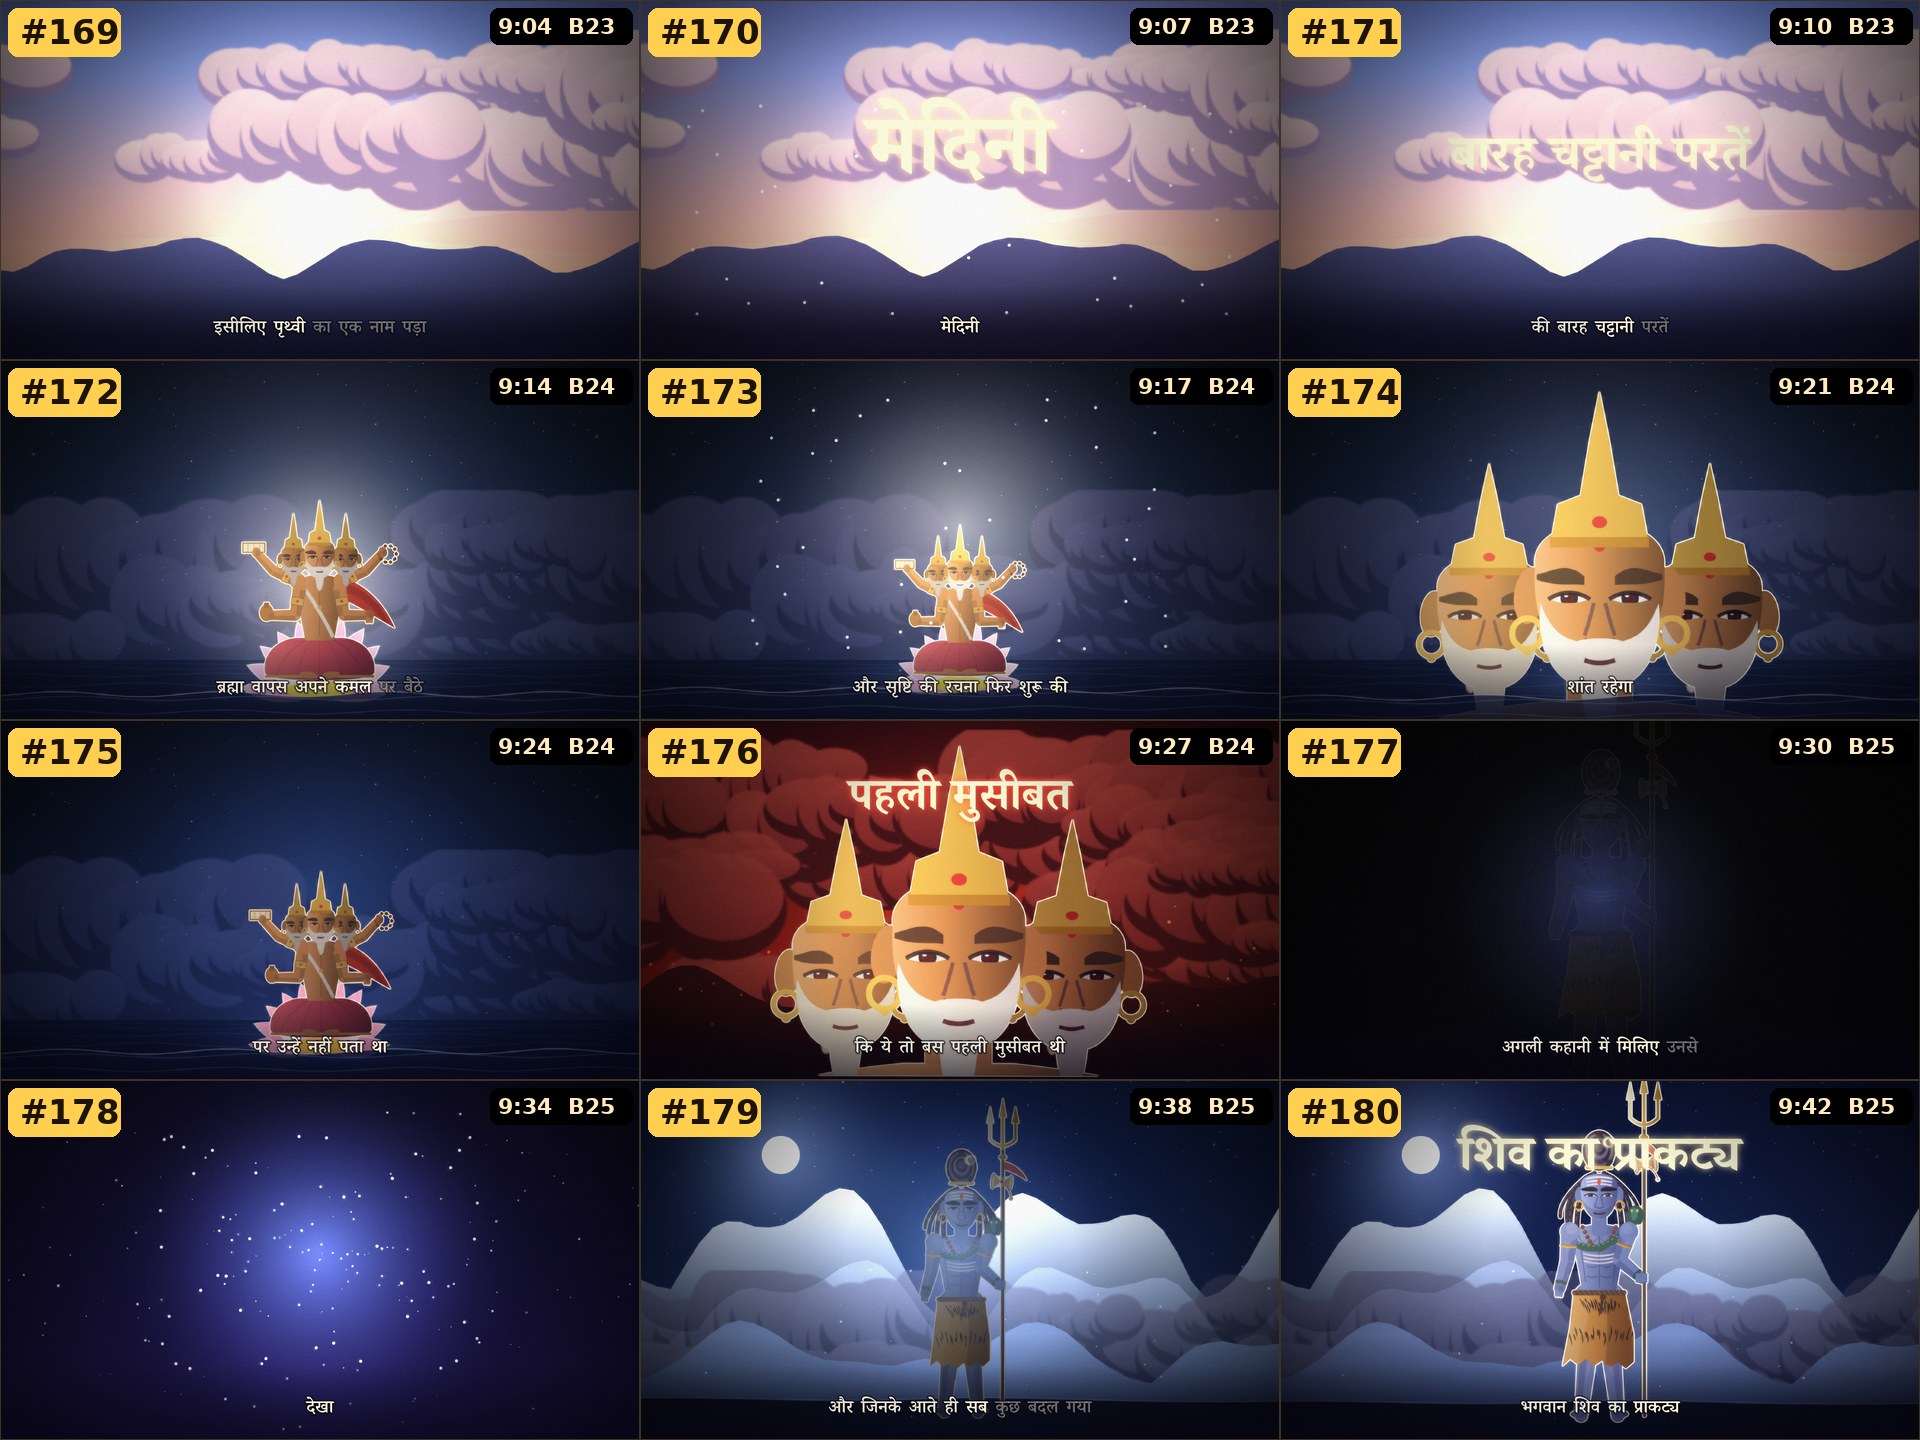 #169
9:04 B23
इसीलिए पृथ्वी का एक नाम पड़ा
#170
9:07 B23
मेदिनी
मेदिनी
#171
9:10 B23
बारह चट्टानी परतें
की बारह चट्टानी परतें
#172
9:14 B24
ब्रह्मा वापस अपने कमल पर बैठे
#173
9:17 B24
और सृष्टि की रचना फिर शुरू की
#174
9:21 B24
शांत रहेगा
#175
9:24 B24
पर उन्हें नहीं पता था
#176
9:27 B24
पहली मुसीबत
कि ये तो बस पहली मुसीबत थी
#177
9:30 B25
अगली कहानी में मिलिए उनसे
#178
9:34 B25
देखा
#179
9:38 B25
और जिनके आते ही सब कुछ बदल गया
#180
9:42 B25
शिव का प्राकट्य
भगवान शिव का प्राकट्य